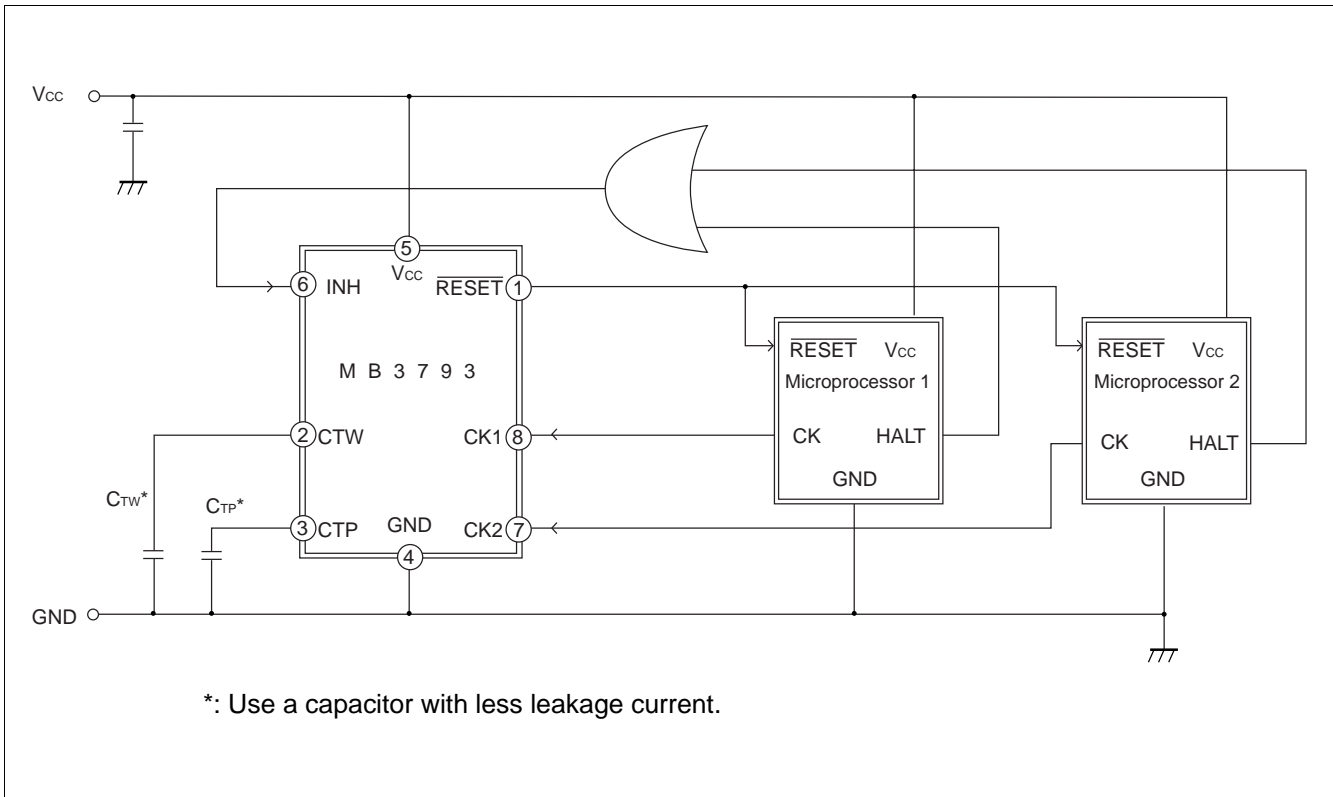 Vcc
5
Vcc
6 INH
RESET 1
M B 3 7 9 3
2 CTW
CK1 8
3 CTP
GND
CK2 7
4
CTW*
CTP*
GND
RESET Vcc
Microprocessor 1
CK HALT
GND
RESET Vcc
Microprocessor 2
CK HALT
GND
*: Use a capacitor with less leakage current.